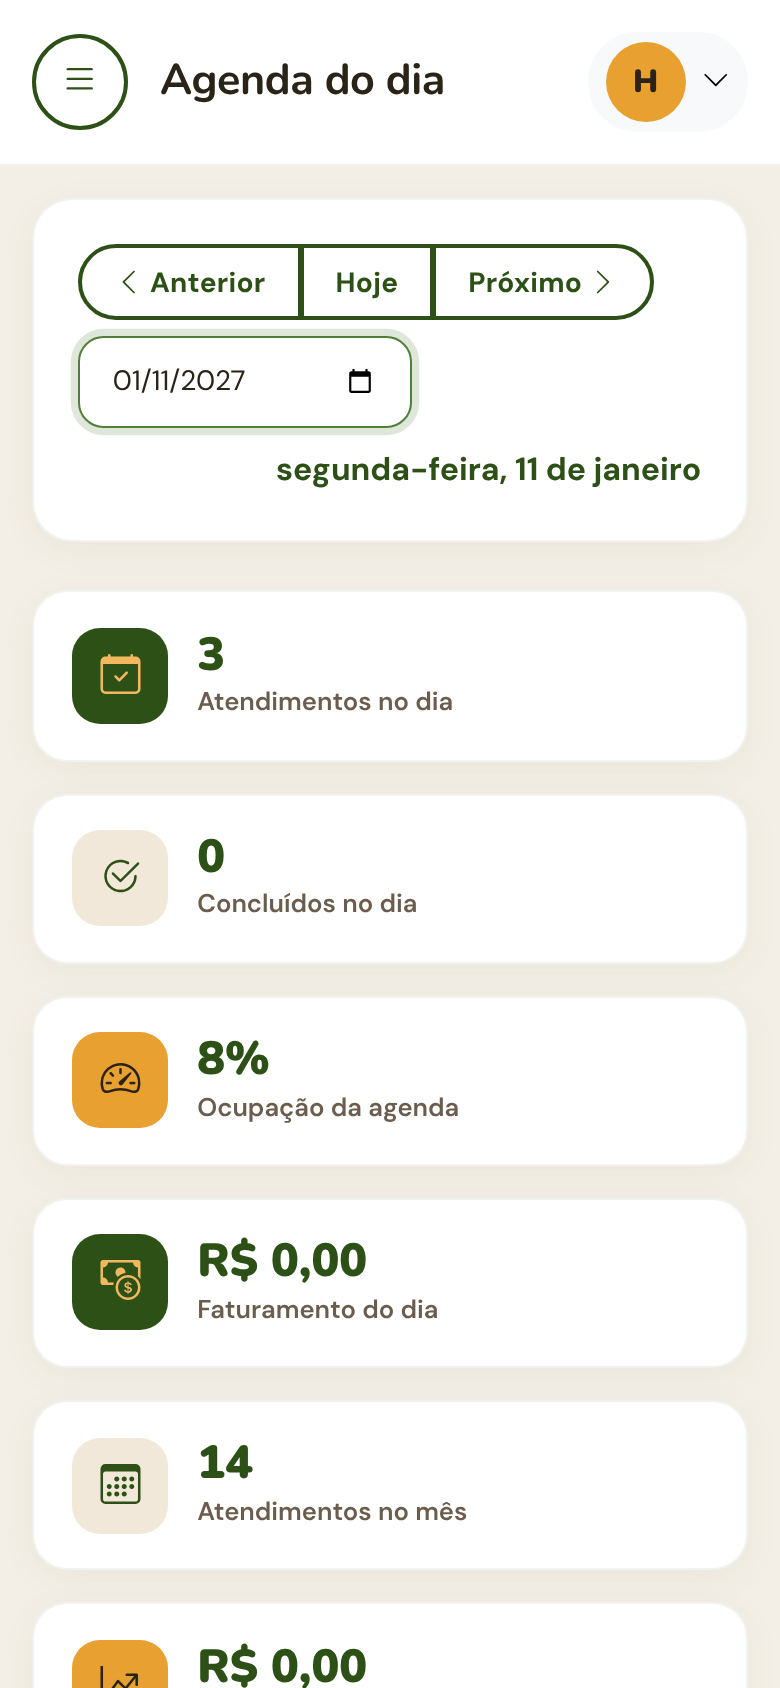 Agenda do dia
H
Anterior
Hoje
Próximo
01/11/2027
segunda-feira, 11 de janeiro
3
Atendimentos no dia
0
Concluídos no dia
8%
Ocupação da agenda
R$ 0,00
Faturamento do dia
14
Atendimentos no mês
R$ 0,00